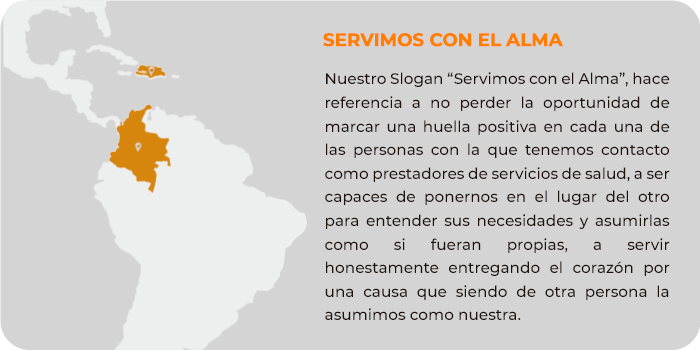 SERVIMOS CON EL ALMA
Nuestro Slogan “Servimos con el Alma”, hace
referencia a no perder la oportunidad de
marcar una huella positiva en cada una de
las personas con la que tenemos contacto
como prestadores de servicios de salud, a ser
capaces de ponernos en el lugar del otro
para entender sus necesidades y asumirlas
como si fueran propias, a servir
honestamente entregando el corazón por
una causa que siendo de otra persona la
asumimos como nuestra.